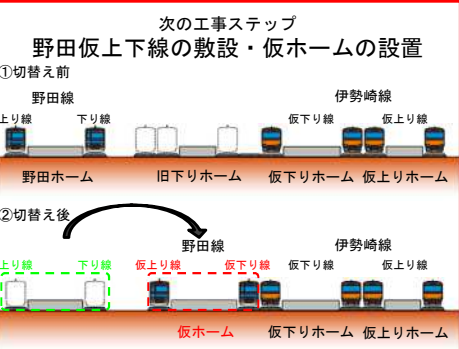 次の工事ステップ
野田仮上下線の敷設・仮ホームの設置
①切替え前
野田線
伊勢崎線
上り線
下り線
仮下り線
仮上り線
野田ホーム
旧下りホーム
仮下りホーム
仮上りホーム
②切替え後
野田線
伊勢崎線
上り線
下り線
仮上り線
仮下り線
仮下り線
仮上り線
仮ホーム
仮下りホーム
仮上りホーム